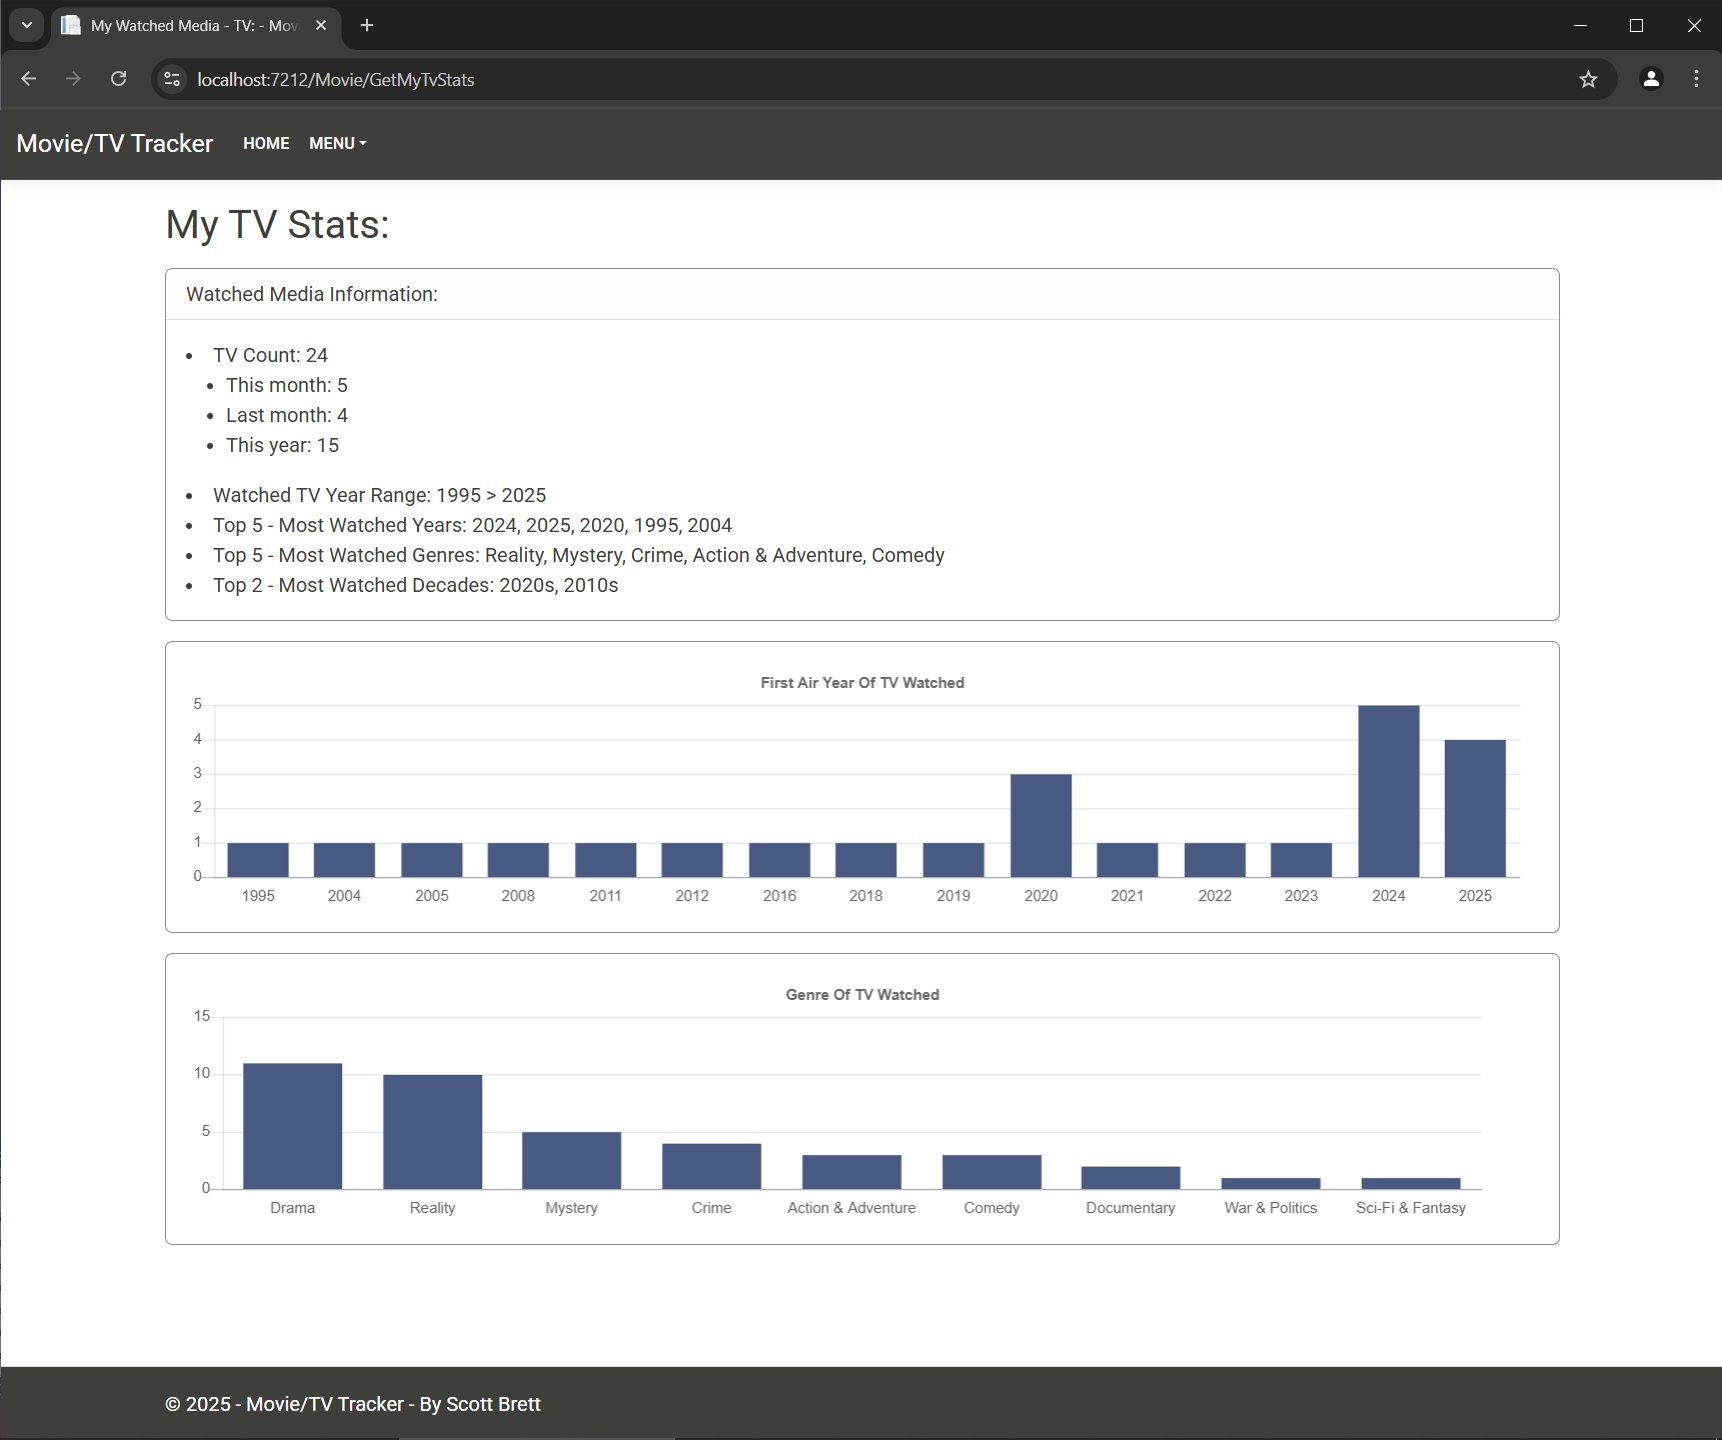 My Watched Media - TV: - Mov
localhost:7212/Movie/GetMyTvStats
Movie/TV Tracker HOME MENU
My TV Stats:
Watched Media Information:
• TV Count: 24
• This month: 5
• Last month: 4
• This year: 15
• Watched TV Year Range: 1995 > 2025
• Top 5 - Most Watched Years: 2024, 2025, 2020, 1995, 2004
• Top 5 - Most Watched Genres: Reality, Mystery, Crime, Action & Adventure, Comedy
• Top 2 - Most Watched Decades: 2020s, 2010s
First Air Year Of TV Watched
5
4
3
2
1
0
1995 2004 2005 2008 2011 2012 2016 2018 2019 2020 2021 2022 2023 2024 2025
Genre Of TV Watched
15
10
5
0
Drama Reality Mystery Crime Action & Adventure Comedy Documentary War & Politics Sci-Fi & Fantasy
© 2025 - Movie/TV Tracker - By Scott Brett